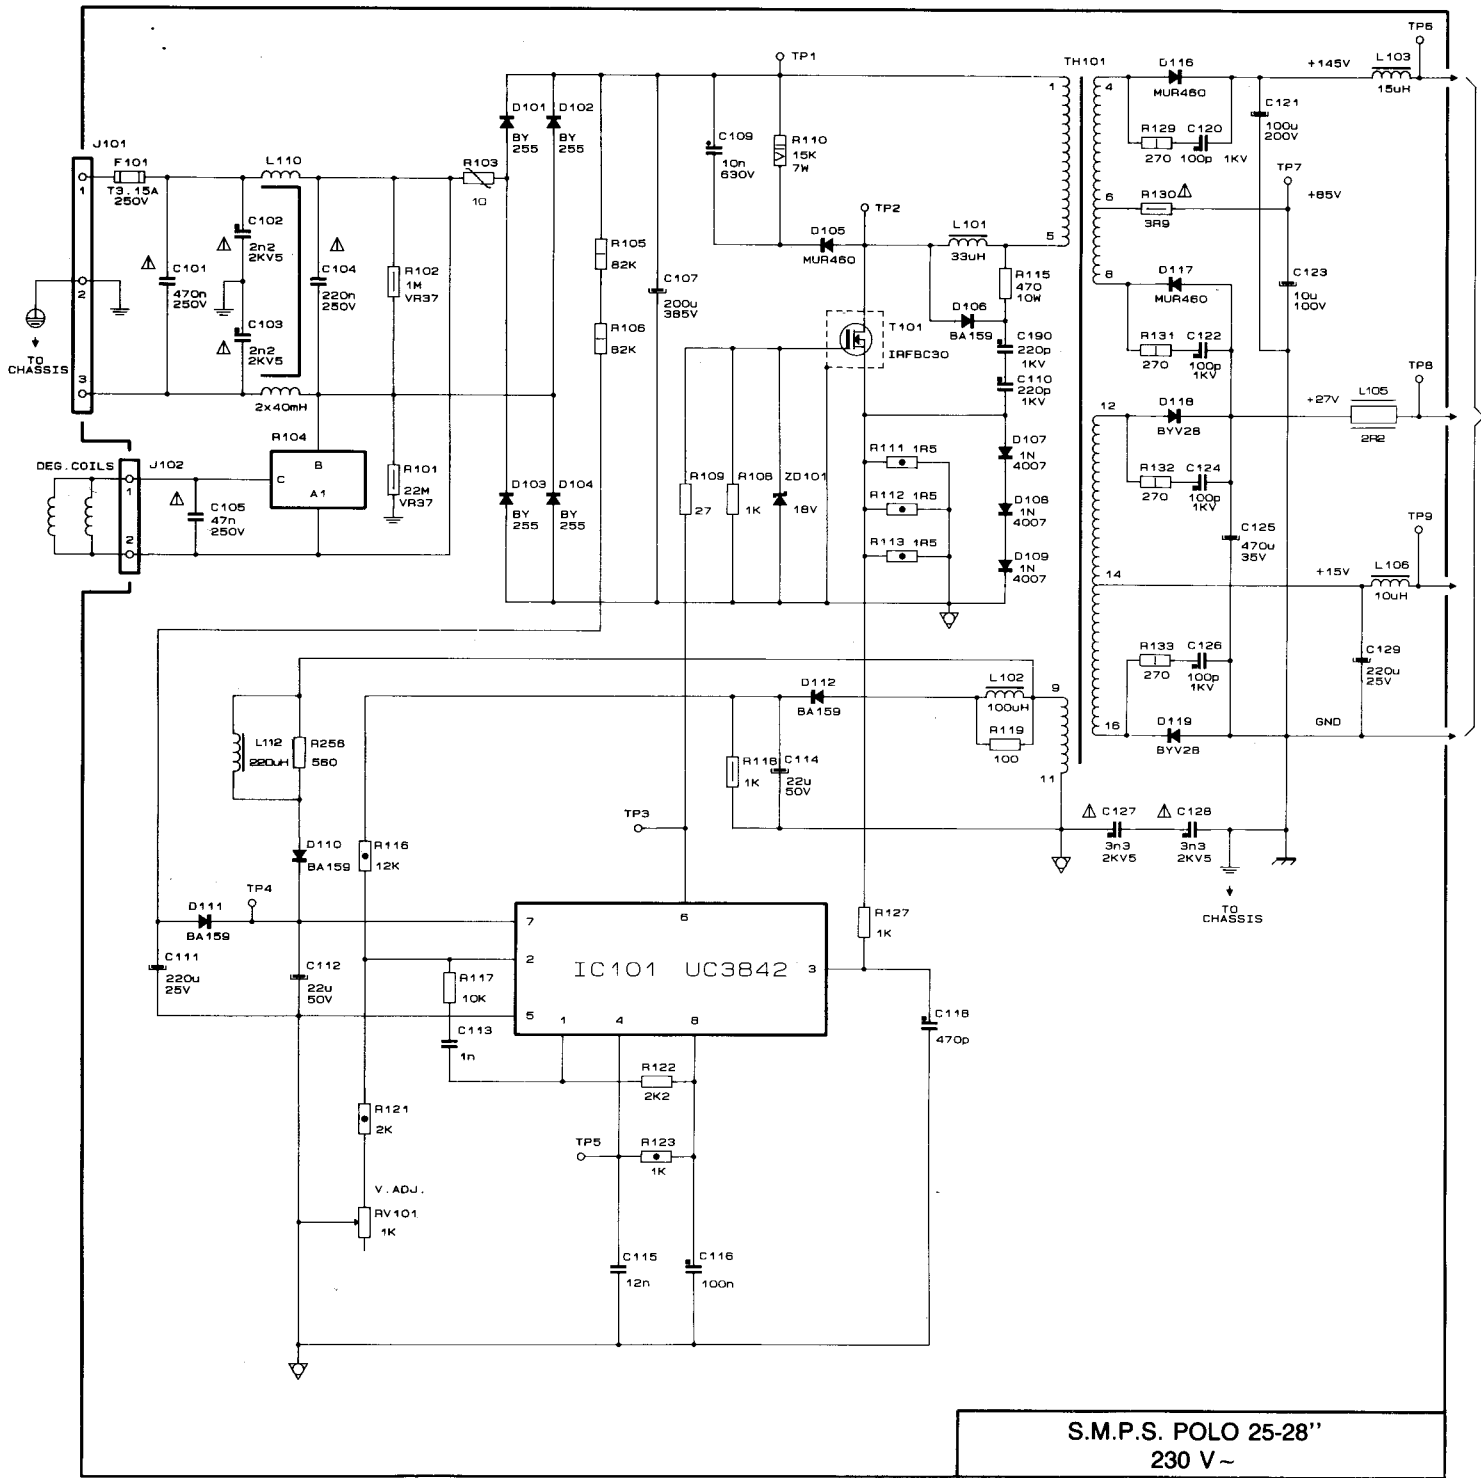 TP6
TP1
TH101
D116
MUR460
+145V
L103
15uH
1
4
D101
BY
255
D102
BY
255
C109
10n
630V
R110
15K
7W
R129
270
C120
100p
1KV
C121
100u
200V
J101
F101
T3.15A
250V
L110
R103
10
1
TP7
TP2
6
R130
3R9
+85V
C102
2n2
2KV5
D105
MUR460
L101
33uH
5
R105
82K
C101
470n
250V
C104
220n
250V
R102
1M
VR37
C107
200u
385V
R115
470
10W
8
D117
MUR460
C123
10u
100V
2
C103
2n2
2KV5
R106
82K
T101
IRFBC30
D106
BA159
C190
220p
1KV
R131
270
C122
100p
1KV
TO
CHASSIS
C110
220p
1KV
3
2x40mH
12
D118
BYV28
+27V
L105
2R2
TP8
R104
B
C
A1
DEG.COILS
J102
1
2
C105
47n
250V
R101
22M
VR37
D103
BY
255
D104
BY
255
R109
27
R108
1K
ZD101
18V
R111 1R5
R112 1R5
R113 1R5
D107
1N
4007
D108
1N
4007
D109
1N
4007
R132
270
C124
100p
1KV
C125
470u
35V
TP9
14
+15V
L106
10uH
R133
270
C126
100p
1KV
C129
220u
25V
D112
BA159
L102
100uH
9
R119
100
16
D119
BYV28
GND
L112
220uH
R256
560
R118
1K
C114
22u
50V
11
TP3
C127
3n3
2KV5
C128
3n3
2KV5
D110
BA159
R116
12K
TO
CHASSIS
TP4
D111
BA159
7
6
R127
1K
C111
220u
25V
C112
22u
50V
2
IC101 UC3842
3
R117
10K
5
1
4
8
C113
1n
C118
470p
R122
2K2
R121
2K
TP5
R123
1K
V.ADJ.
RV101
1K
C115
12n
C116
100n
S.M.P.S. POLO 25-28''
230 V~